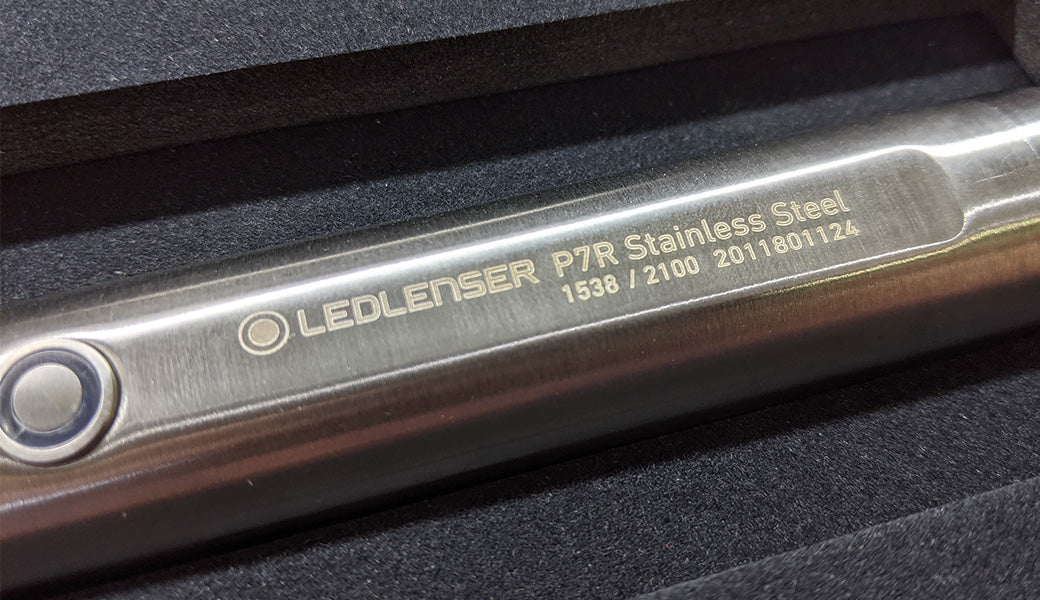 LEDLENSER P7R Stainless Steel
1538 / 2100 2011801124